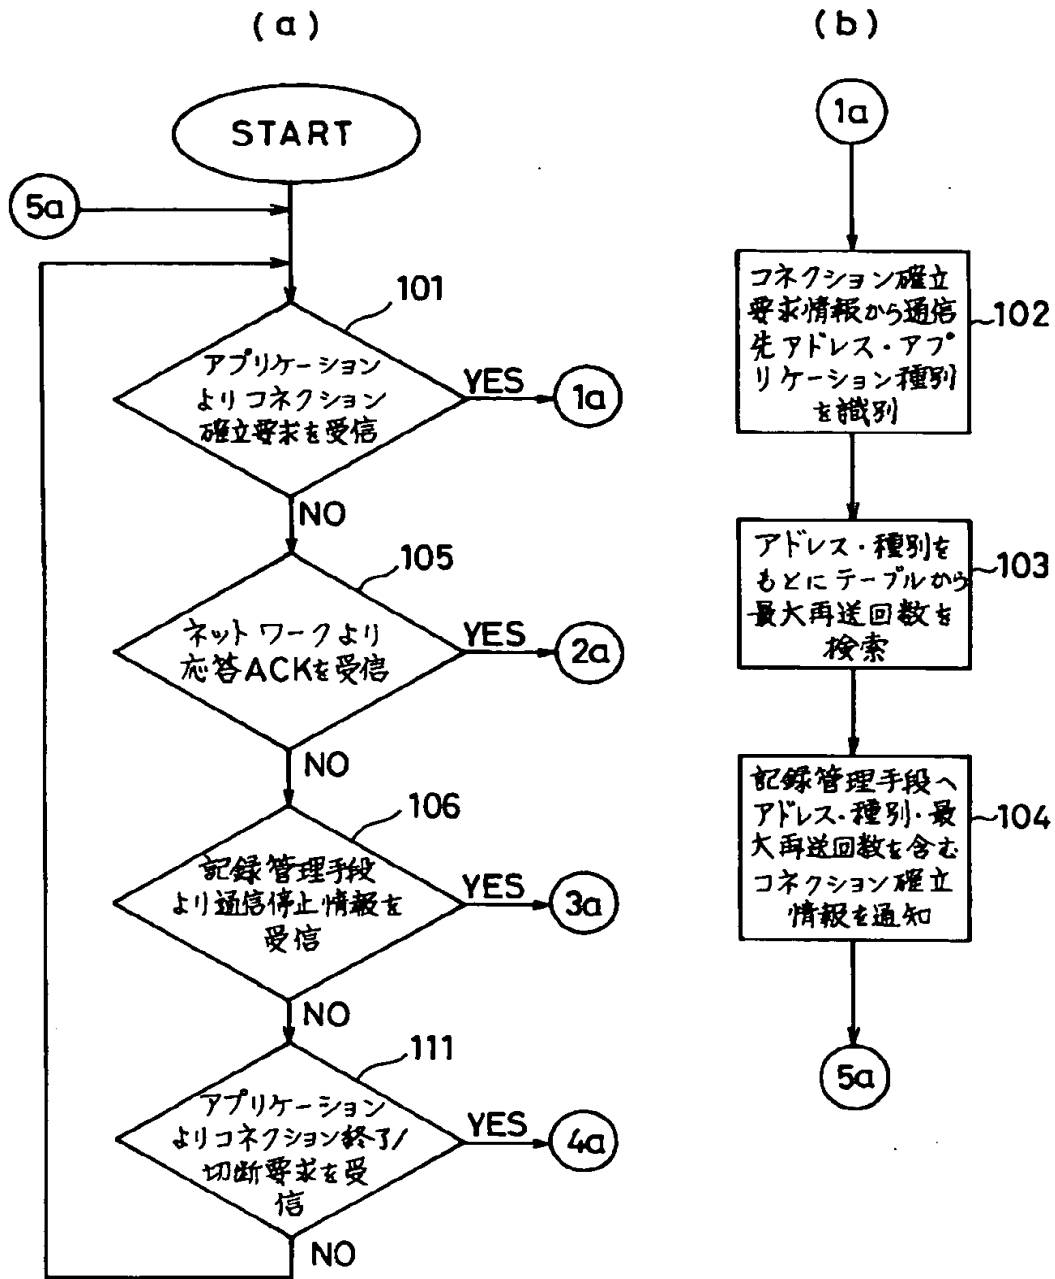 (a)
START
5a
101
アプリケーション
よりコネクション
確立要求を受信
YES
1a
NO
105
ネットワークより
応答ACKを受信
YES
2a
NO
106
記録管理手段
より通信停止情報を
受信
YES
3a
NO
111
アプリケーション
よりコネクション終了/
切断要求を受
信
YES
4a
NO
(b)
1a
コネクション確立
要求情報から通信
先アドレス・アプ
リケーション種別
を識別
102
アドレス・種別を
もとにテーブルから
最大再送回数を
検索
103
記録管理手段へ
アドレス・種別・最
大再送回数を含む
コネクション確立
情報を通知
104
5a